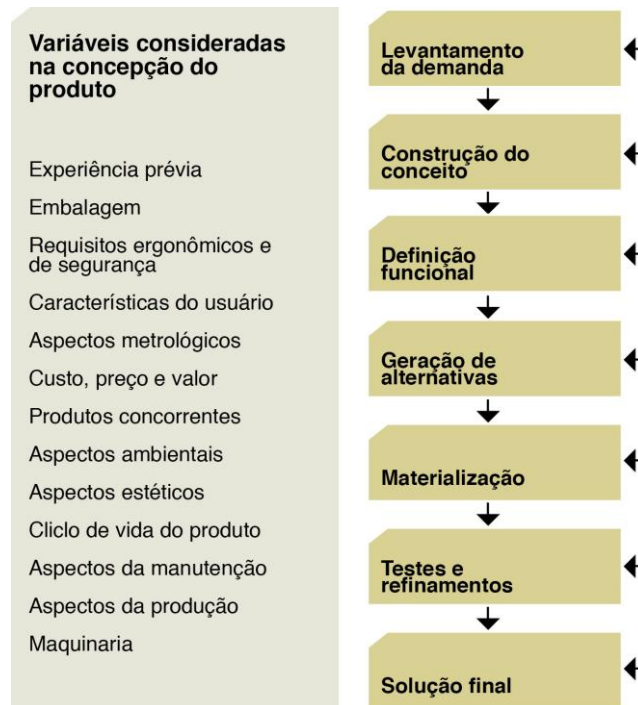 Variáveis consideradas
na concepção do
produto
Experiência prévia
Embalagem
Requisitos ergonômicos e
de segurança
Características do usuário
Aspectos metrológicos
Custo, preço e valor
Produtos concorrentes
Aspectos ambientais
Aspectos estéticos
Cliclo de vida do produto
Aspectos da manutenção
Aspectos da produção
Maquinaria
Levantamento
da demanda
Construção do
conceito
Definição
funcional
Geração de
alternativas
Materialização
Testes e
refinamentos
Solução final